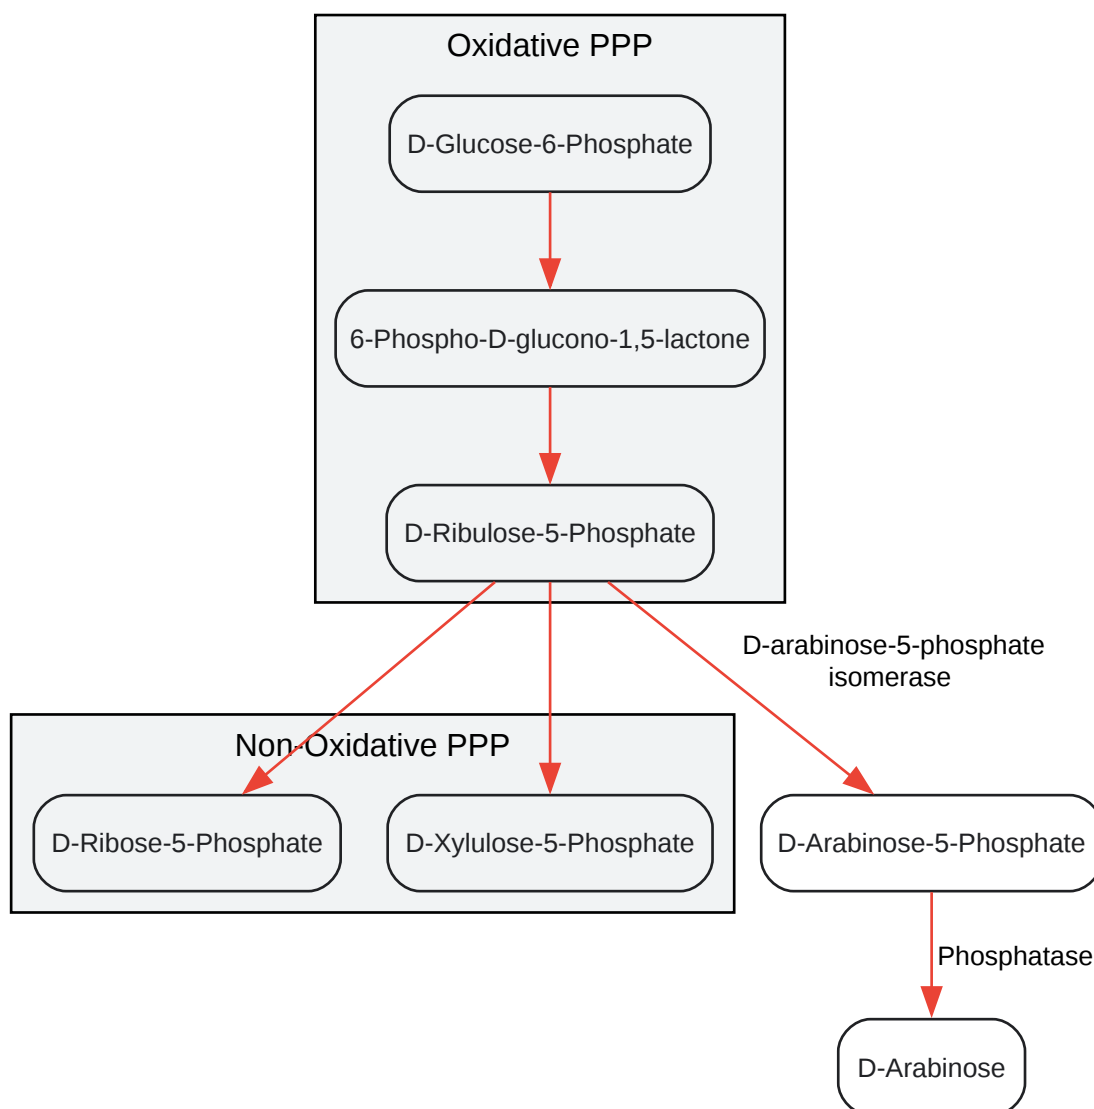 Oxidative PPP
D-Glucose-6-Phosphate
6-Phospho-D-glucono-1,5-lactone
D-Ribulose-5-Phosphate
D-arabinose-5-phosphate
isomerase
Non-Oxidative PPP
D-Ribose-5-Phosphate
D-Xylulose-5-Phosphate
D-Arabinose-5-Phosphate
Phosphatase
D-Arabinose